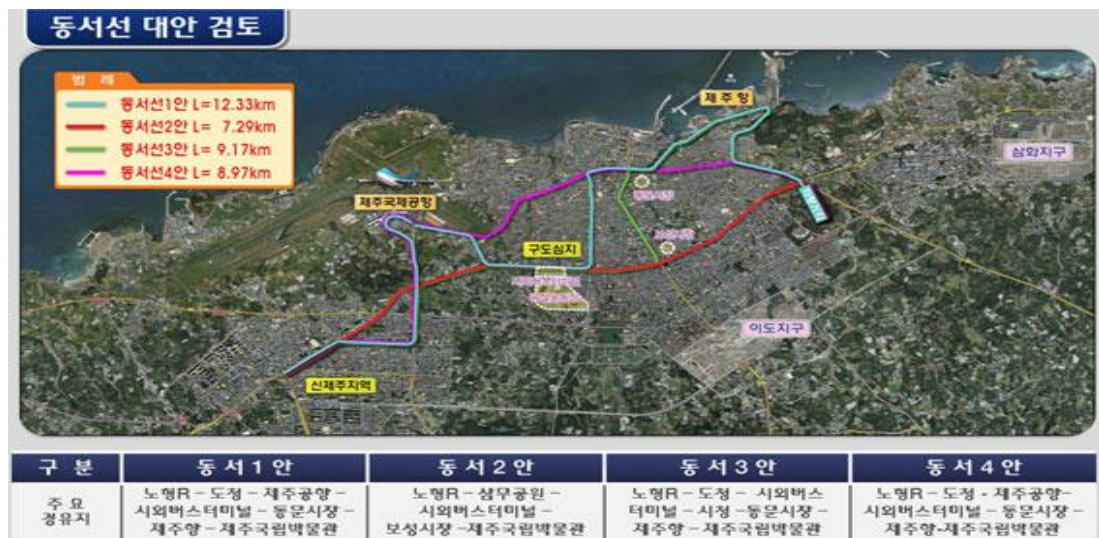 동서선 대안 검토
범 례
동서선1안 L=12.33km
동서선2안 L= 7.29km
동서선3안 L= 9.17km
동서선4안 L= 8.97km
제주항
삼화지구
제주국제공항
동문시장
보성시장
구도심지
이도지구
신제주지역
구 분
동서1안
동서2안
동서3안
동서4안
주요
경유지
노형R – 도청 – 제주공항 –
시외버스터미널 – 동문시장 –
제주항 – 제주국립박물관
노형R – 삼무공원 –
시외버스터미널 –
보성시장 –제주국립박물관
노형R – 도청 – 시외버스
터미널 – 시청 –동문시장 –
제주항 – 제주국립박물관
노형R – 도청 - 제주공항–
시외버스터미널 – 동문시장 –
제주항-제주국립박물관